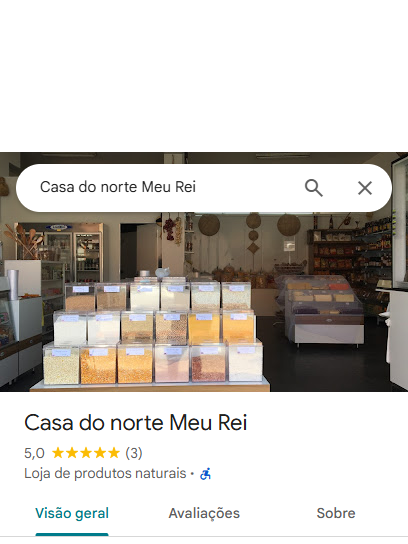 Casa do norte Meu Rei
Casa do norte Meu Rei
5,0 (3)
Loja de produtos naturais ·
Visão geral Avaliações Sobre